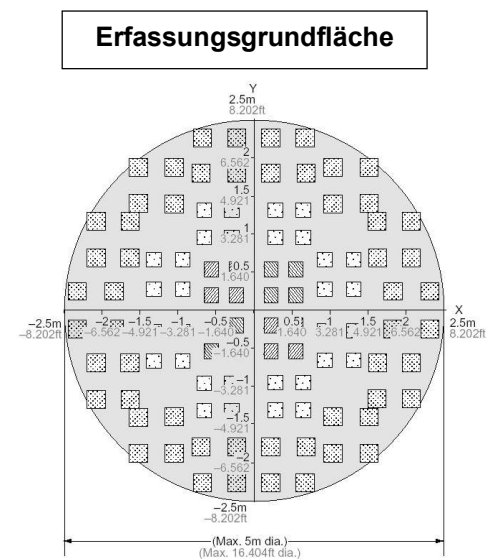 Erfassungsgrundfläche
Y
2.5m
8.202ft
2
6.562
1.5
4.921
1
3.281
0.5
1.640
X
−2.5m −2 −1.5 −1 −0.5 0.5 1 1.5 2 2.5m
−8.202ft −6.562 −4.921 −3.281 −1.640 1.640 3.281 4.921 6.562 8.202ft
−0.5
−1.640
−1
−3.281
−1.5
−4.921
−2
−6.562
−2.5m
−8.202ft
(Max. 5m dia.)
(Max. 16.404ft dia.)